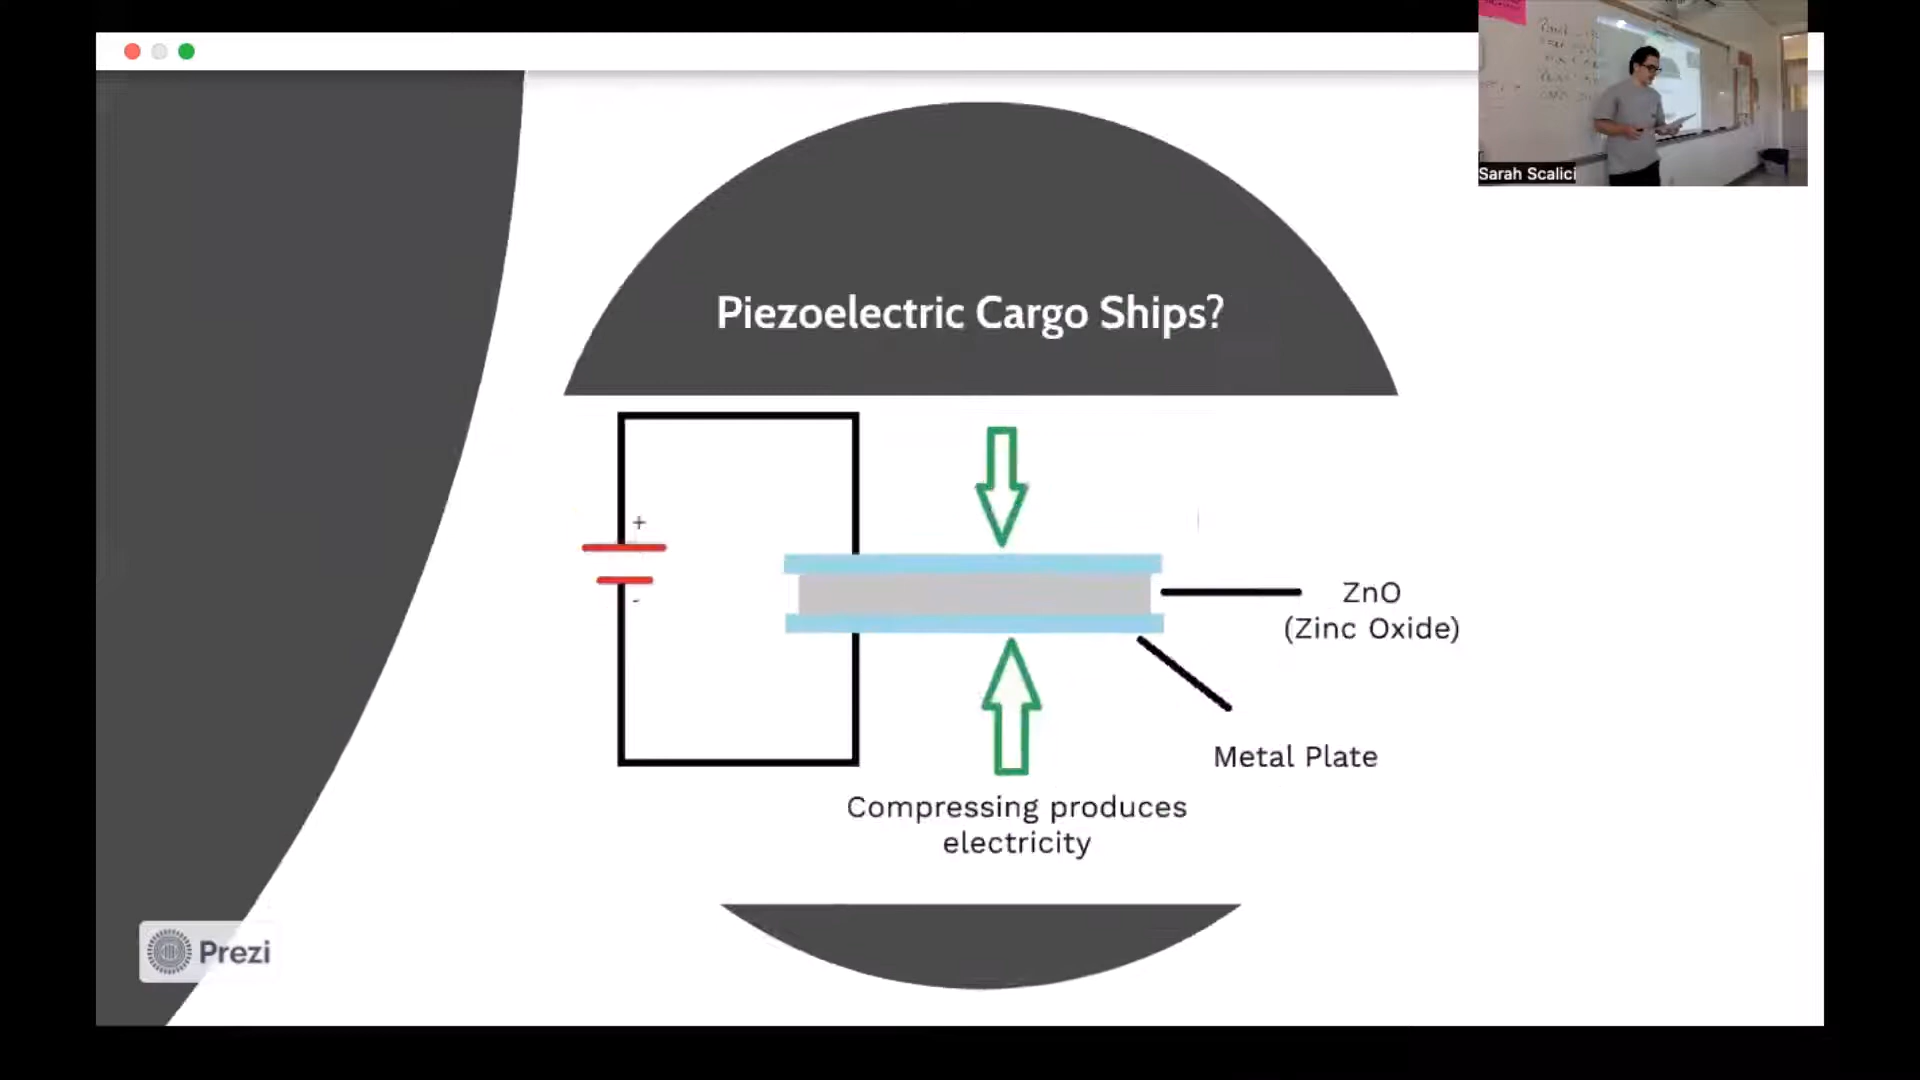 Sarah Scalici
Piezoelectric Cargo Ships?
+
-
ZnO
(Zinc Oxide)
Metal Plate
Compressing produces
electricity
Prezi